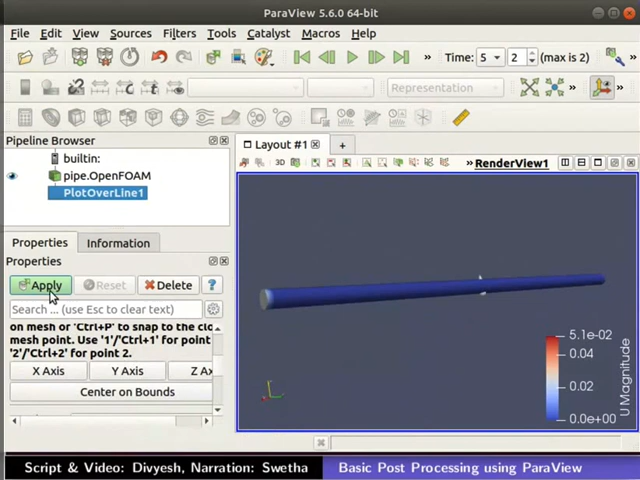 ParaView 5.6.0 64-bit
File Edit View Sources Filters Tools Catalyst Macros Help
» Time: 5 2 (max is 2) »
Representation
Pipeline Browser
builtin:
pipe.OpenFOAM
PlotOverLine1
Layout #1
+
3D » RenderView1
Properties Information
Properties
Apply Reset Delete ?
Search ... (use Esc to clear text)
on mesh or 'Ctrl+P' to snap to the clo
mesh point. Use '1'/'Ctrl+1' for point
'2'/'Ctrl+2' for point 2.
X Axis Y Axis Z Ax
Center on Bounds
5.1e-02
0.04
0.02
0.0e+00
U Magnitude
Script & Video: Divyesh, Narration: Swetha Basic Post Processing using ParaView